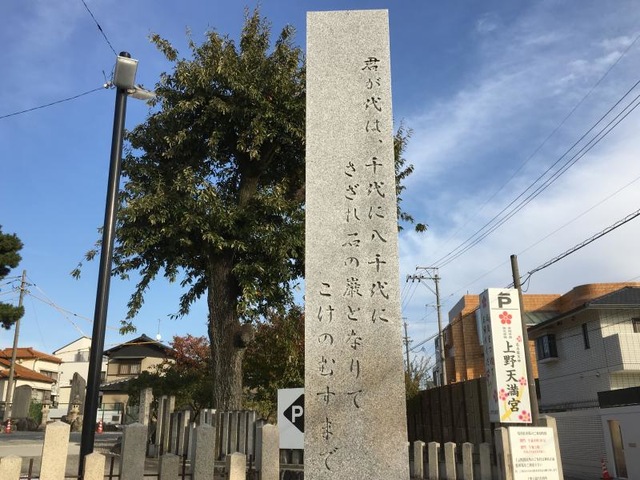 君が代は、千代に八千代に
さざれ石の巌となりて
こけのむすまで
P
上野天満宮